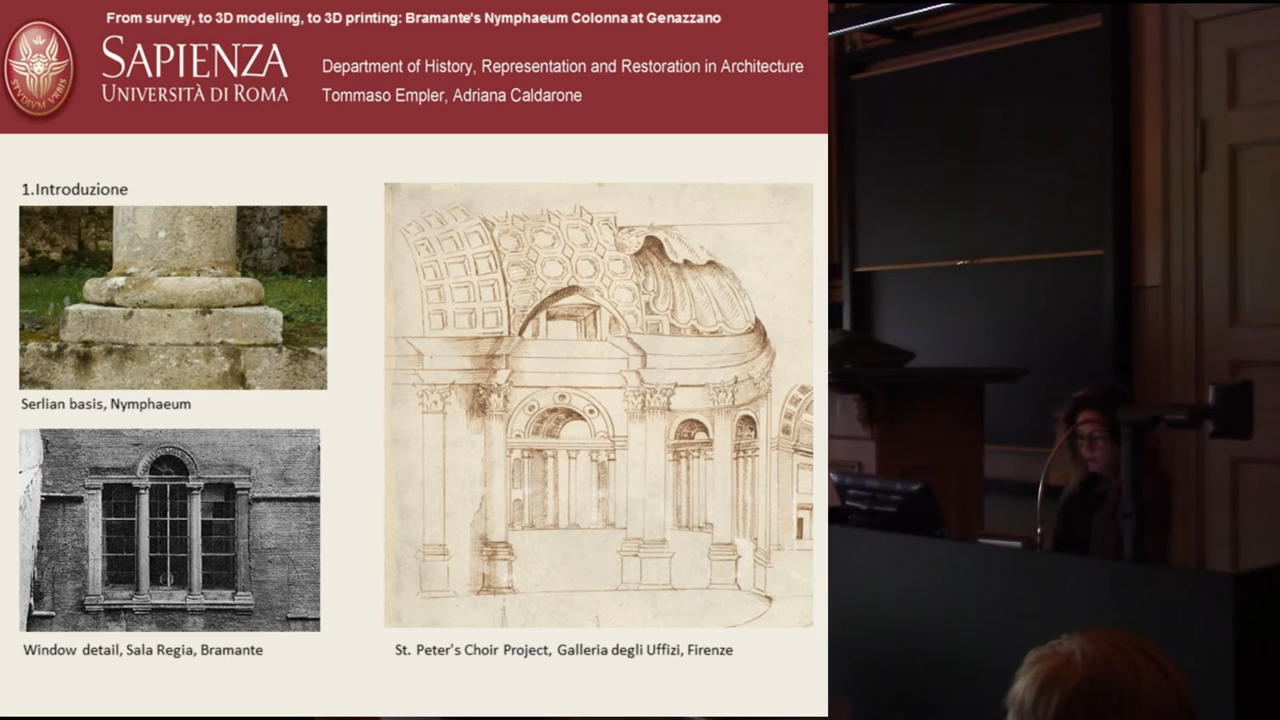 From survey, to 3D modeling, to 3D printing: Bramante's Nymphaeum Colonna at Genazzano
SAPIENZA
UNIVERSITÀ DI ROMA
STVDIVM VRBIS
Department of History, Representation and Restoration in Architecture
Tommaso Empler, Adriana Caldarone
1.Introduzione
Serlian basis, Nymphaeum
Window detail, Sala Regia, Bramante
St. Peter's Choir Project, Galleria degli Uffizi, Firenze